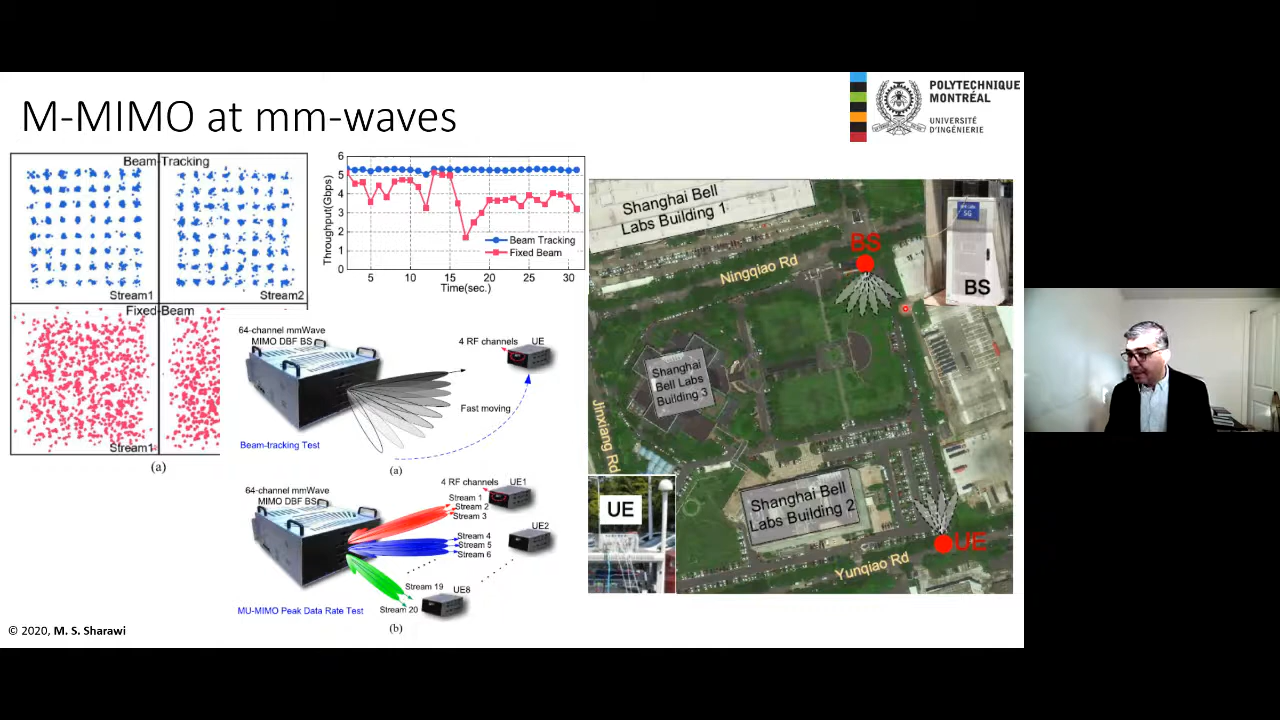 M-MIMO at mm-waves
POLYTECHNIQUE
MONTRÉAL
UNIVERSITÉ
D'INGÉNIERIE
Beam-Tracking
Stream1
Stream2
Fixed-Beam
Stream1
(a)
Throughput(Gbps)
6
5
4
3
2
1
0
Beam Tracking
Fixed Beam
5
10
15
20
25
30
Time(sec.)
64-channel mmWave
MIMO DBF BS
4 RF channels
UE
Fast moving
Beam-tracking Test
(a)
64-channel mmWave
MIMO DBF BS
4 RF channels
UE1
Stream 1
Stream 2
Stream 3
Stream 4
Stream 5
Stream 6
UE2
Stream 19
UE8
Stream 20
MU-MIMO Peak Data Rate Test
(b)
Shanghai Bell
Labs Building 1
Ningqiao Rd
BS
5G
BS
Shanghai
Bell Labs
Building 3
Jinxiang Rd
UE
Shanghai Bell
Labs Building 2
UE
Yunqiao Rd
© 2020, M. S. Sharawi